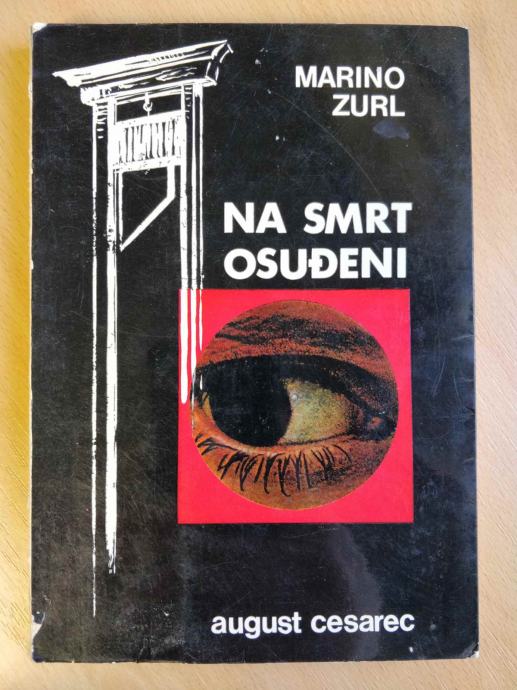 MARINO
ZURL
NA SMRT
OSUĐENI
august cesarec